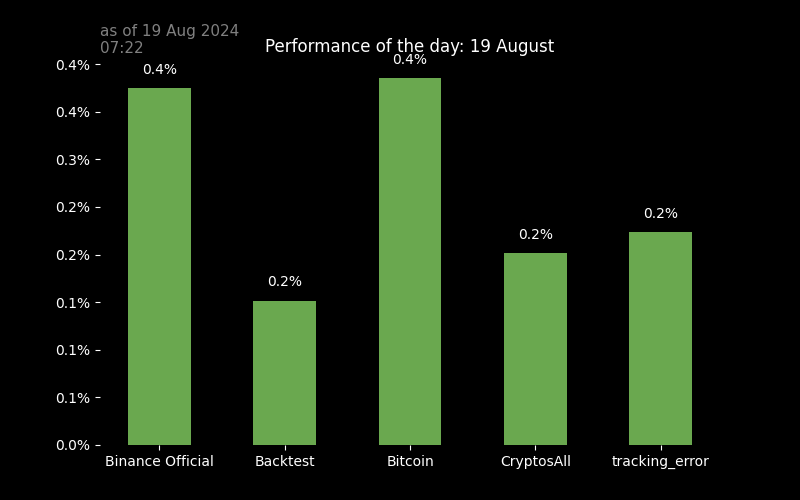 as of 19 Aug 2024
07:22
Performance of the day: 19 August
0.4%
0.4%
0.3%
0.2%
0.2%
0.1%
0.1%
0.1%
0.0%
0.4%
0.2%
0.4%
0.2%
0.2%
Binance Official
Backtest
Bitcoin
CryptosAll
tracking_error